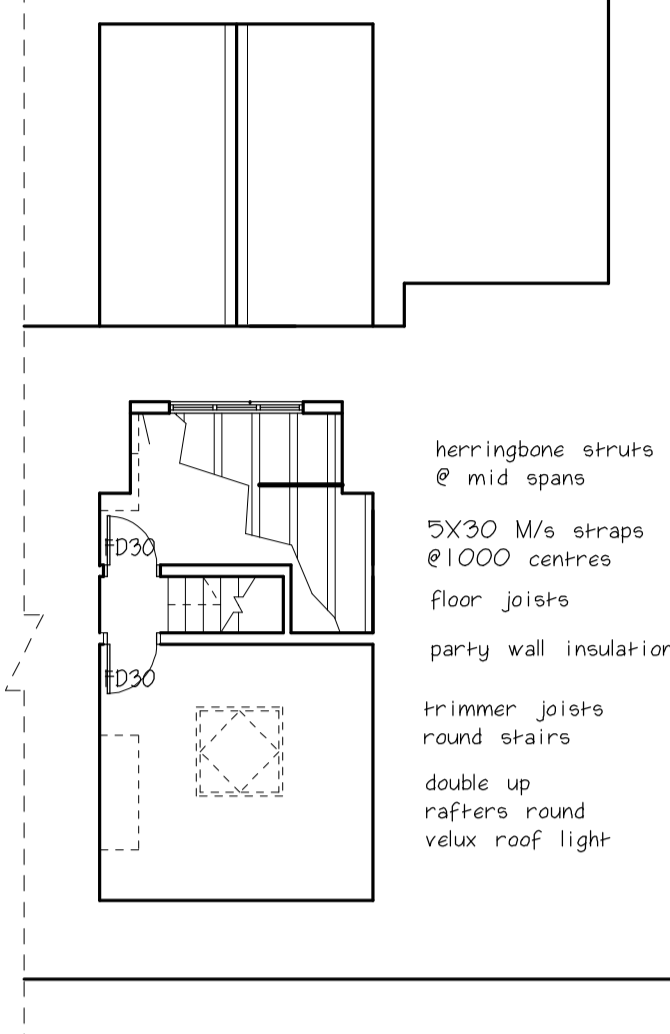 herringbone struts
@ mid spans
5X30 M/s straps
@1000 centres
FD30
floor joists
party wall insulation
FD30
trimmer joists
round stairs
double up
rafters round
velux roof light